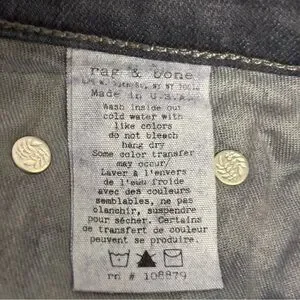 rag & bone
NY NY
Made in U.S.A.
Wash inside out
cold water with
like colors
do not bleach
hang dry
Some color transfer
may occur/
Laver à l'envers
de l'eau froide
avec des couleurs
semblables, ne pas
blanchir, suspendre
pour sécher. Certains
de transfert de couleur
peuvent se produire.
rn # 108879